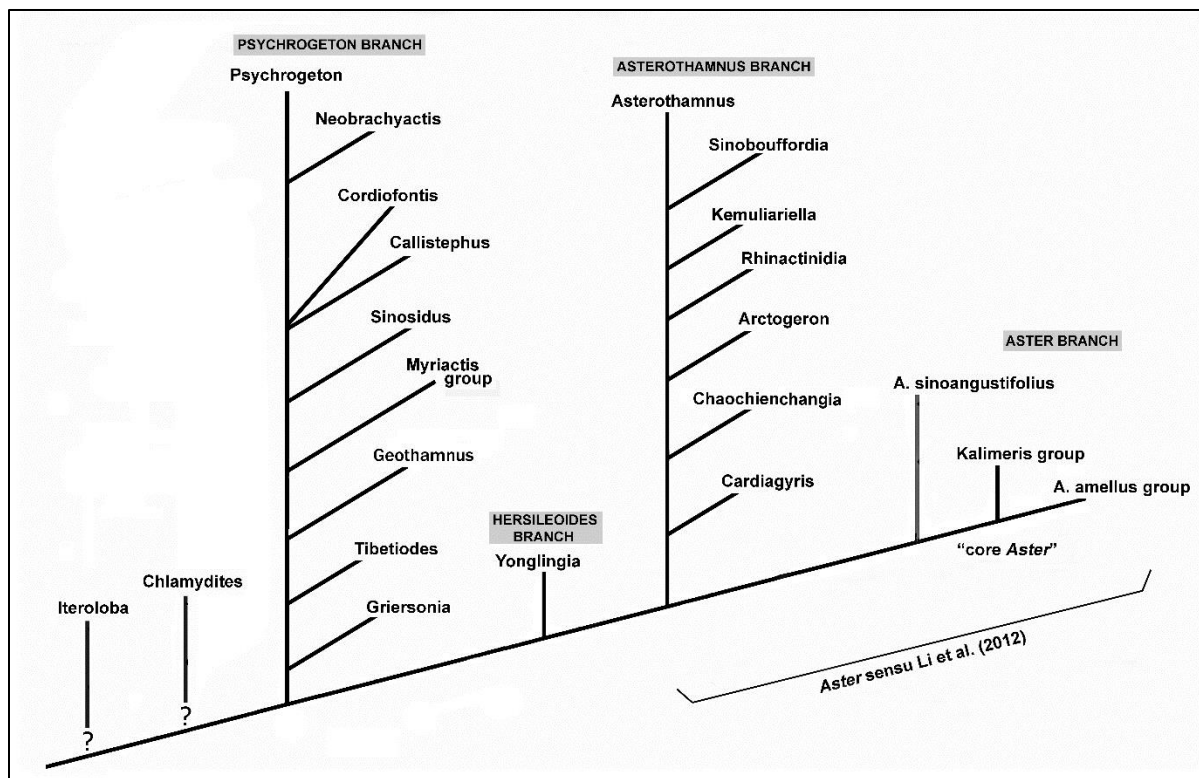 PSYCHROGETON BRANCH
Psychrogeton
Neobrachyactis
Cordiofontis
Callistephus
Sinosidus
Myriactis
group
Geothamnus
Tibetiodes
Griersonia
Chlamydites
Iteroloba
?
?
HERSILEOIDES
BRANCH
Yonglingia
ASTEROTHAMNUS BRANCH
Asterothamnus
Sinobouffordia
Kemuliariella
Rhinactinidia
Arctogeron
Chaochienchangia
Cardiagyris
ASTER BRANCH
A. sinoangustifolius
Kalimeris group
A. amellus group
“core Aster”
Aster sensu Li et al. (2012)